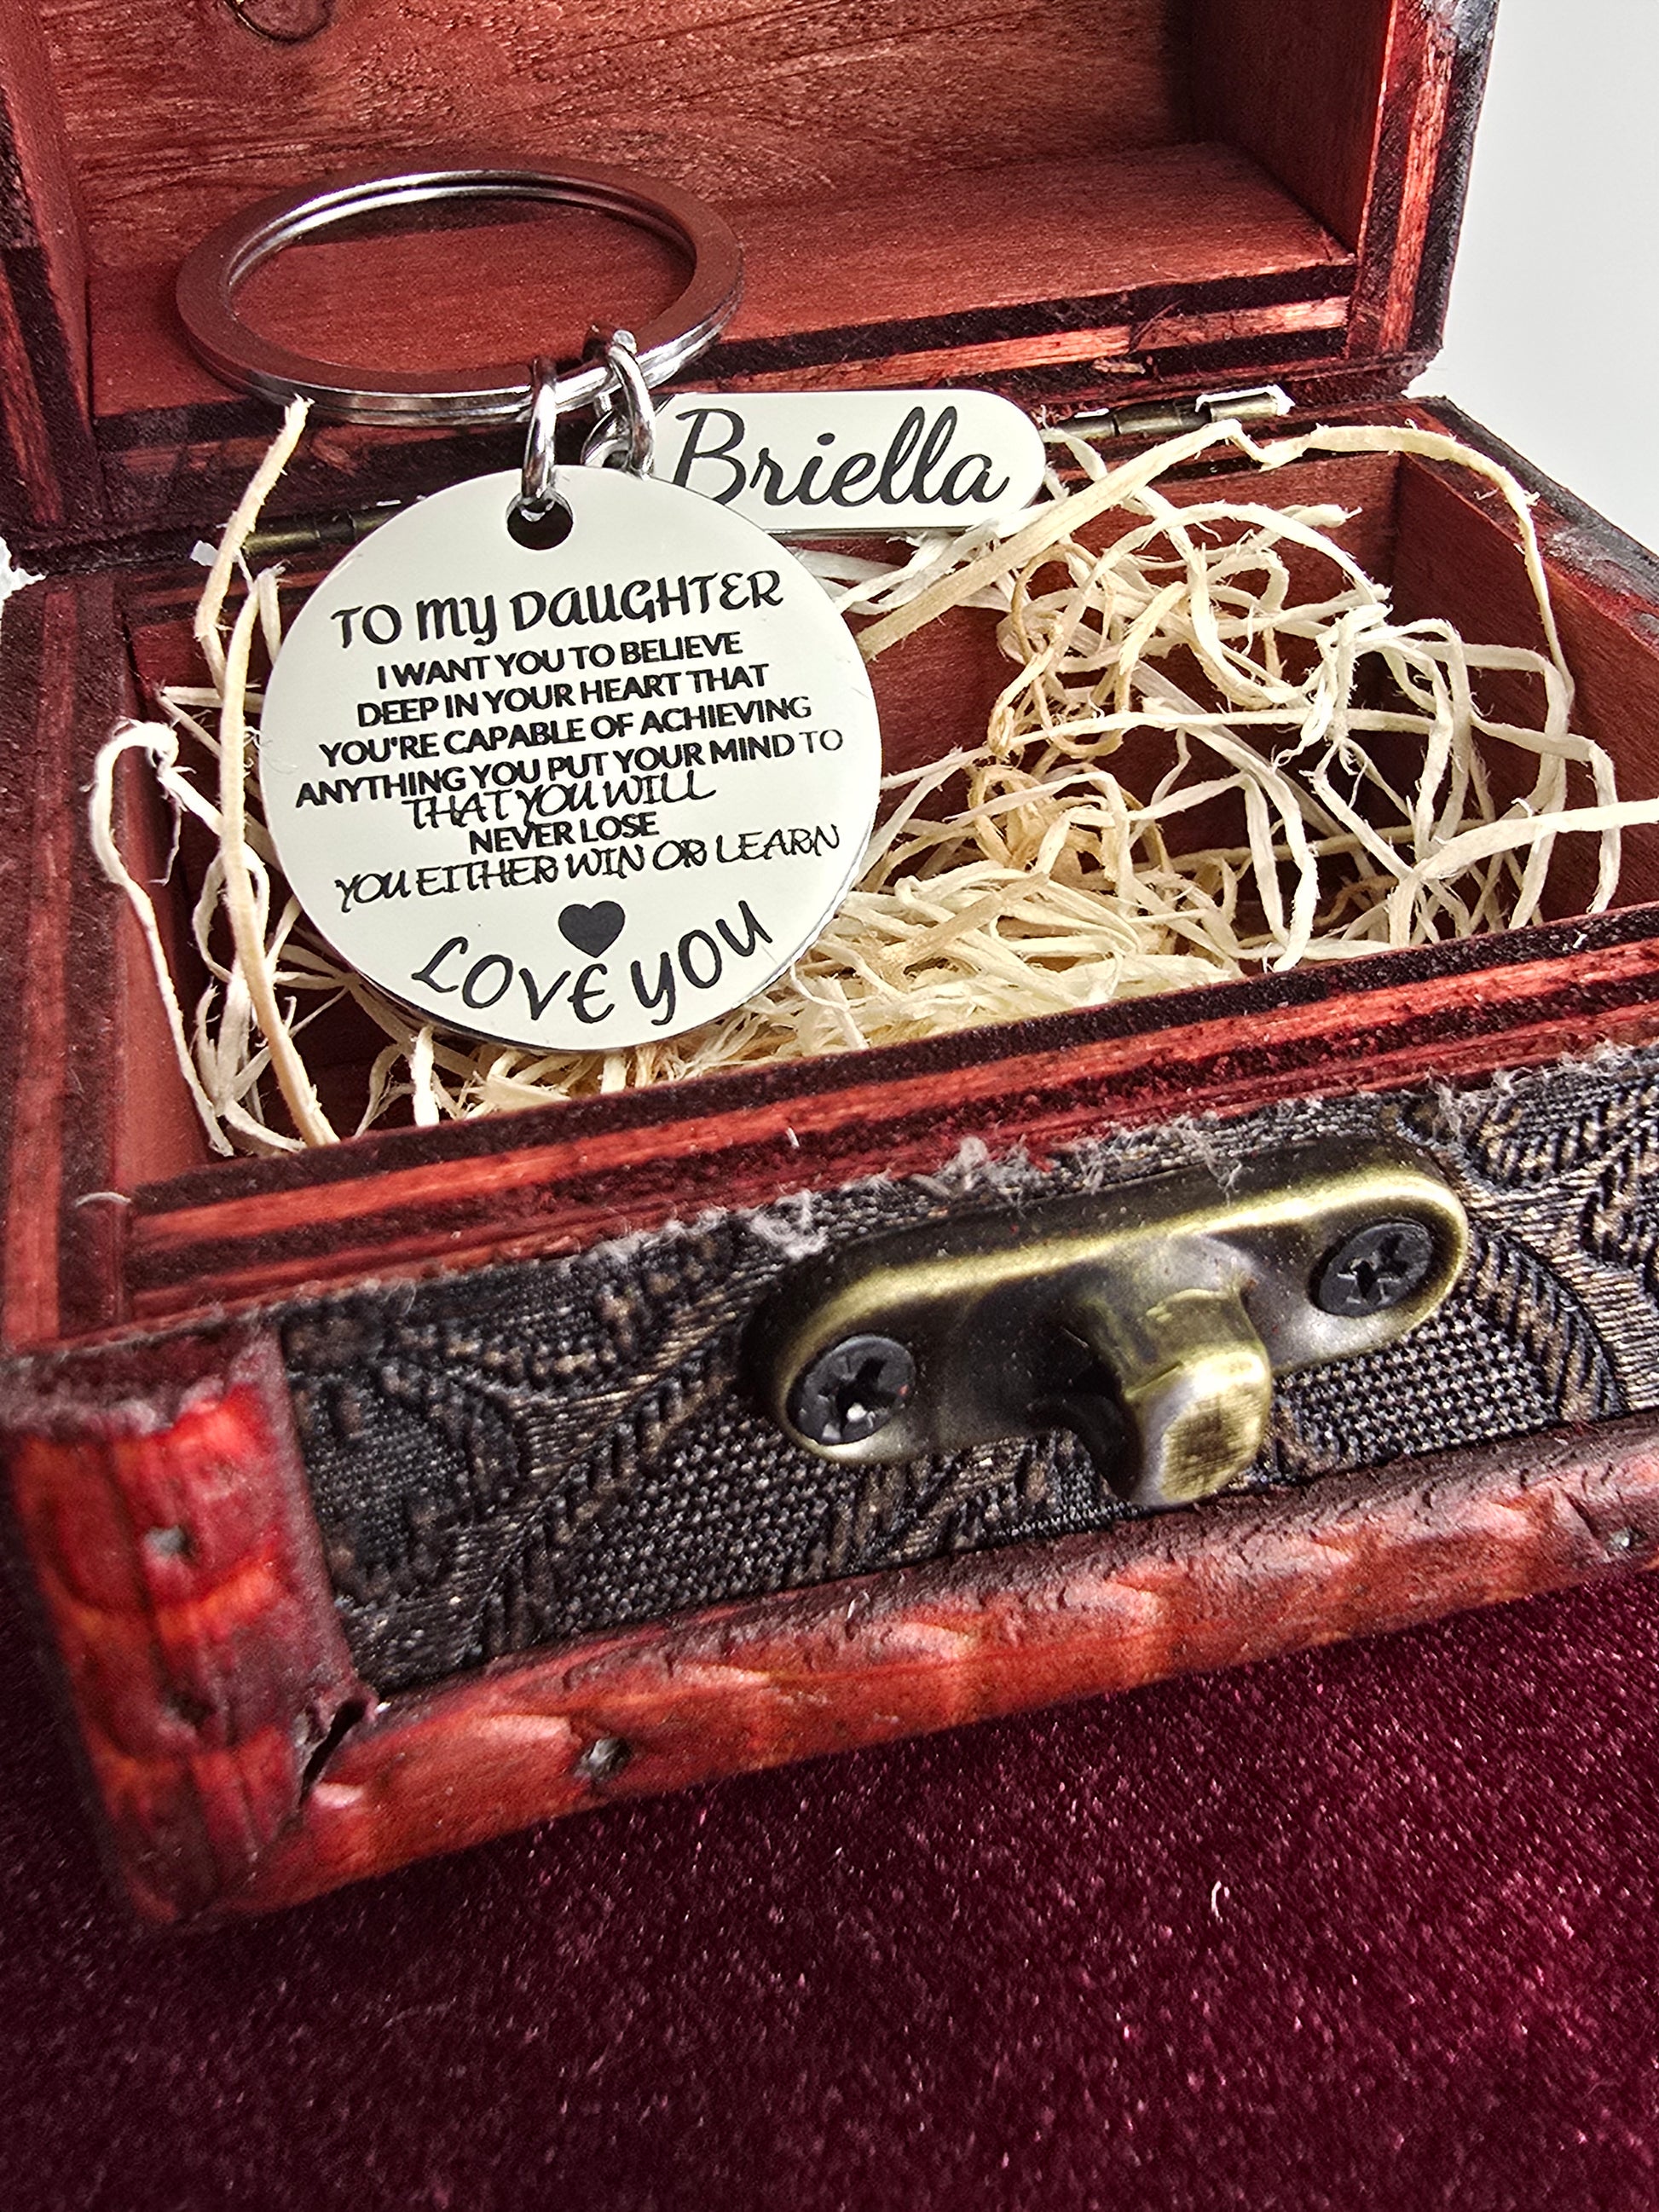 Briella
TO My DAUGHTER
I WANT YOU TO BELIEVE
DEEP IN YOUR HEART THAT
YOU'RE CAPABLE OF ACHIEVING
ANYTHING YOU PUT YOUR MIND TO
THAT YOU WILL
NEVER LOSE
YOU EITHER WIN OR LEARN
LOVE YOU